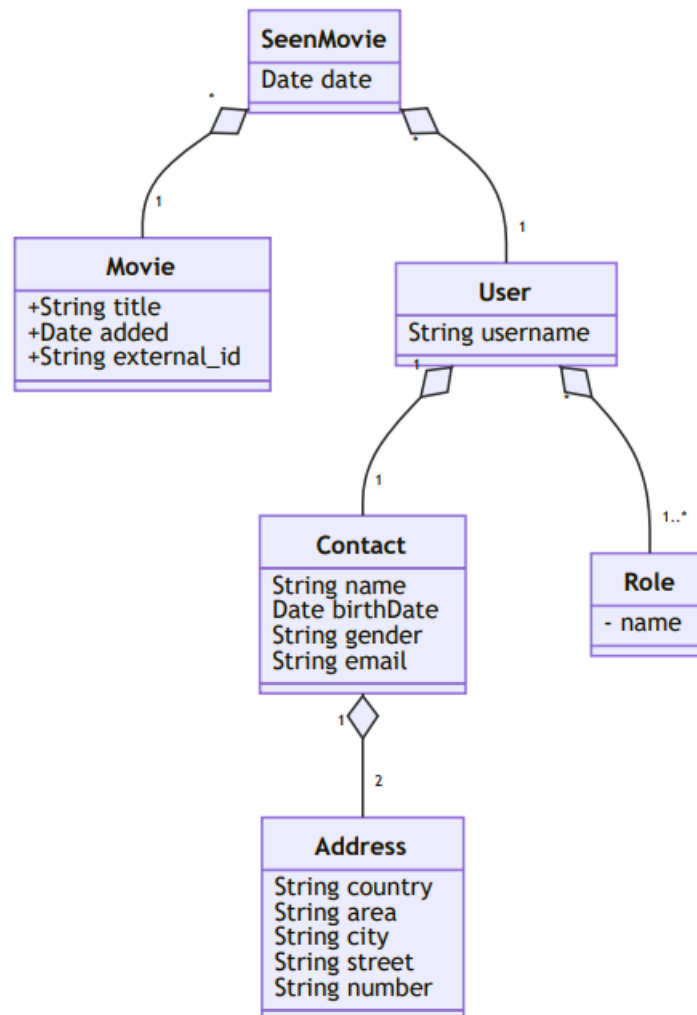 SeenMovie
Date date
*
*
1
1
Movie
+String title
+Date added
+String external_id
User
String username
1
*
1
1..*
Contact
String name
Date birthDate
String gender
String email
Role
- name
1
2
Address
String country
String area
String city
String street
String number